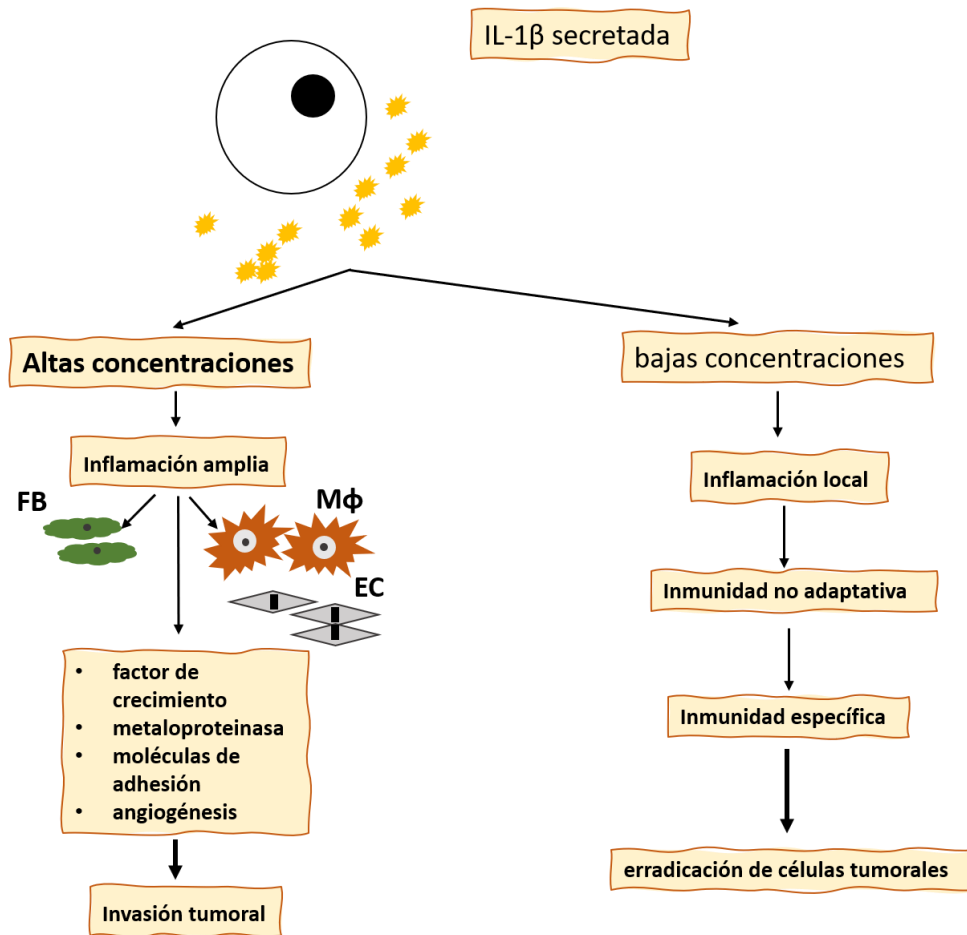 IL-1β secretada
Altas concentraciones
Inflamación amplia
FB
Mϕ
EC
• factor de
crecimiento
• metaloproteinasa
• moléculas de
adhesión
• angiogénesis
Invasión tumoral
bajas concentraciones
Inflamación local
Inmunidad no adaptativa
Inmunidad específica
erradicación de células tumorales